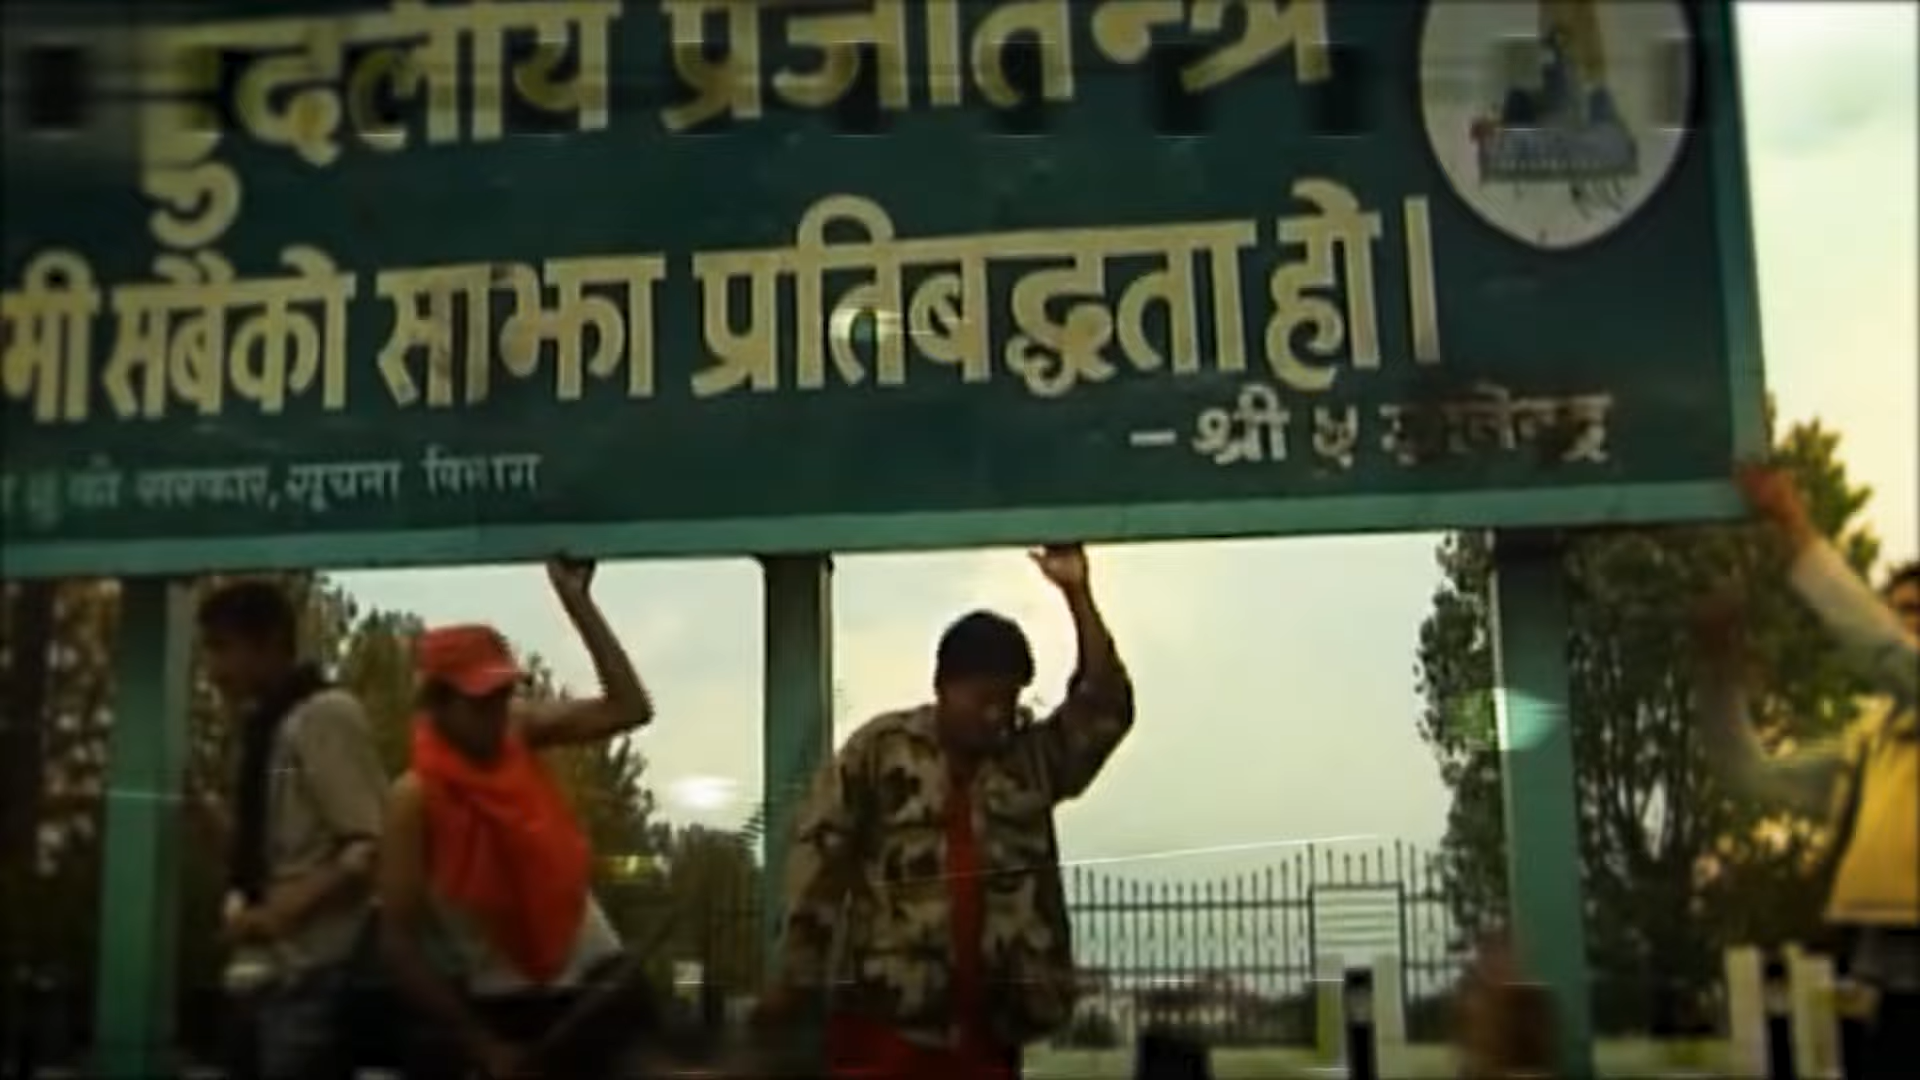 हुदलीय प्रजातन्त्र
मी सबैको साझा प्रतिबद्धता हो।
– श्री ५
को सरकार, सूचना विभाग